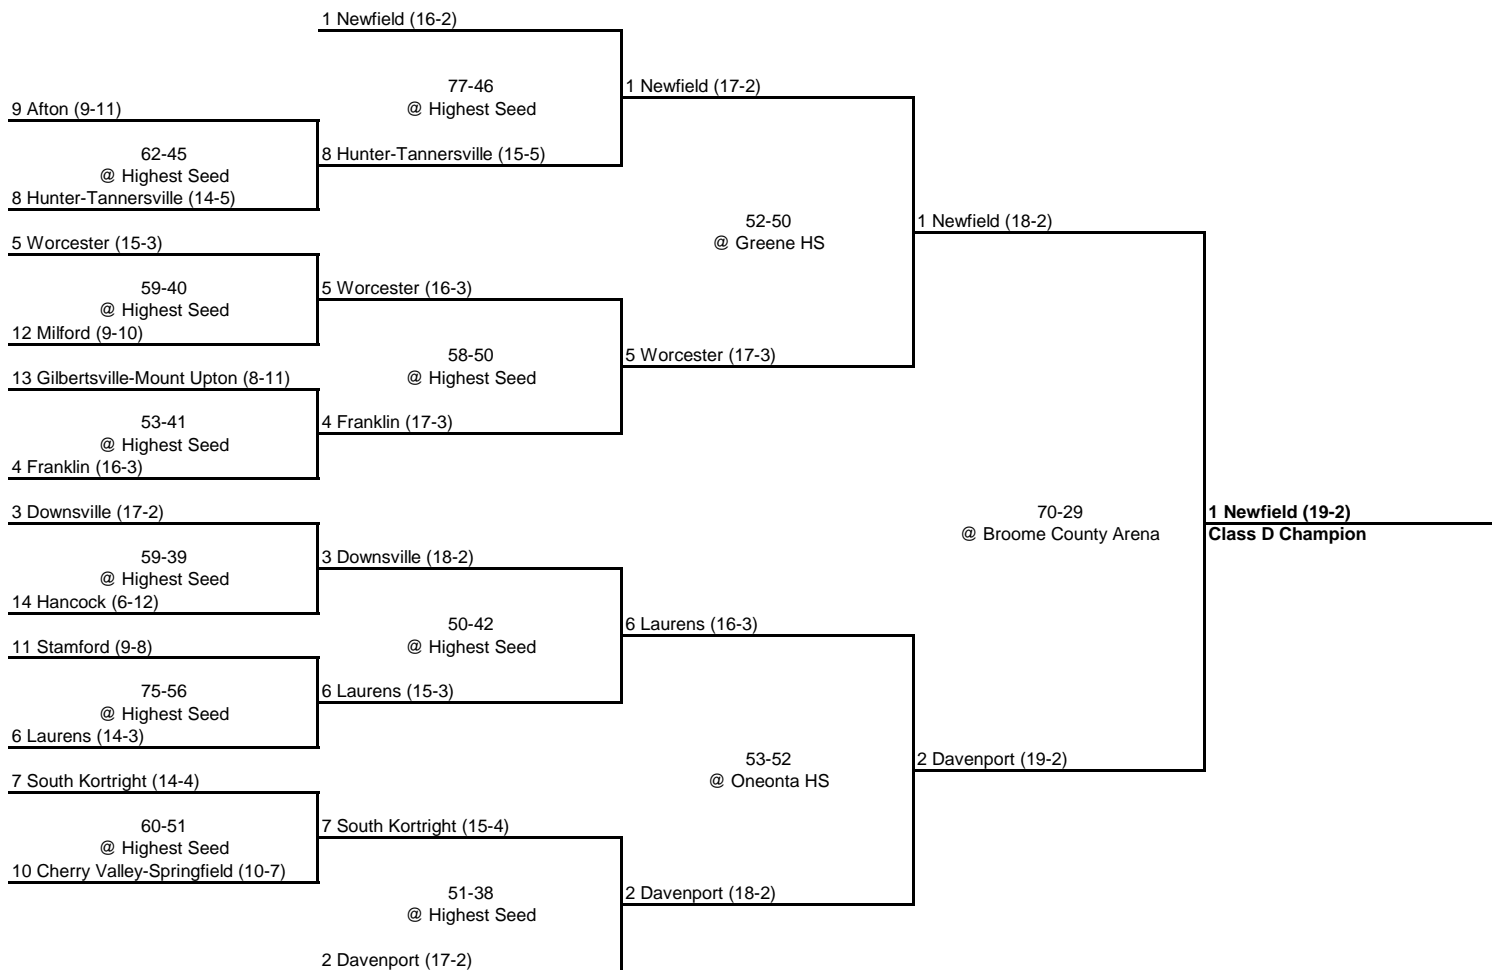 1 Newfield (16-2)
77-46
@ Highest Seed
1 Newfield (17-2)
9 Afton (9-11)
62-45
@ Highest Seed
8 Hunter-Tannersville (15-5)
8 Hunter-Tannersville (14-5)
52-50
@ Greene HS
1 Newfield (18-2)
5 Worcester (15-3)
59-40
@ Highest Seed
5 Worcester (16-3)
12 Milford (9-10)
58-50
@ Highest Seed
5 Worcester (17-3)
13 Gilbertsville-Mount Upton (8-11)
53-41
@ Highest Seed
4 Franklin (17-3)
4 Franklin (16-3)
3 Downsville (17-2)
70-29
@ Broome County Arena
1 Newfield (19-2)
Class D Champion
59-39
@ Highest Seed
3 Downsville (18-2)
14 Hancock (6-12)
50-42
@ Highest Seed
6 Laurens (16-3)
11 Stamford (9-8)
75-56
@ Highest Seed
6 Laurens (15-3)
6 Laurens (14-3)
53-52
@ Oneonta HS
2 Davenport (19-2)
7 South Kortright (14-4)
60-51
@ Highest Seed
7 South Kortright (15-4)
10 Cherry Valley-Springfield (10-7)
51-38
@ Highest Seed
2 Davenport (18-2)
2 Davenport (17-2)